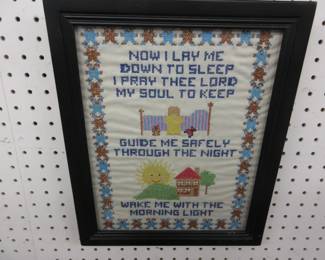 NOW I LAY ME
DOWN TO SLEEP
I PRAY THEE LORD
MY SOUL TO KEEP
GUIDE ME SAFELY
THROUGH THE NIGHT
WAKE ME WITH THE
MORNING LIGHT